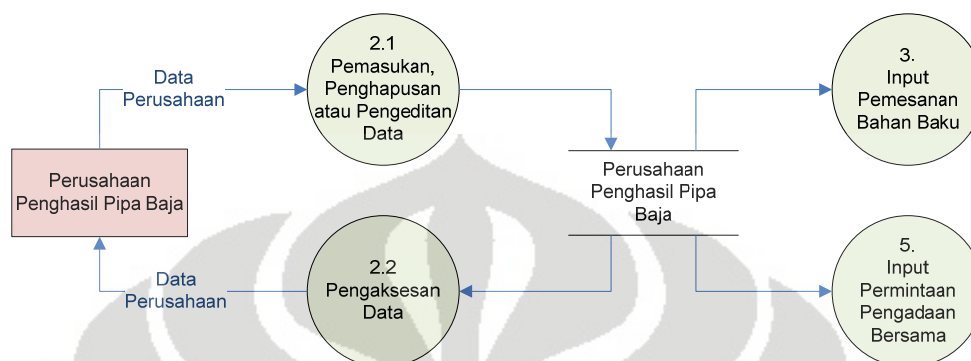 2.1
Pemasukan,
Penghapusan
atau Pengeditan
Data
3.
Input
Pemesanan
Bahan Baku
Data
Perusahaan
Perusahaan
Penghasil Pipa Baja
Perusahaan
Penghasil Pipa
Baja
2.2
Pengaksesan
Data
Data
Perusahaan
5.
Input
Permintaan
Pengadaan
Bersama